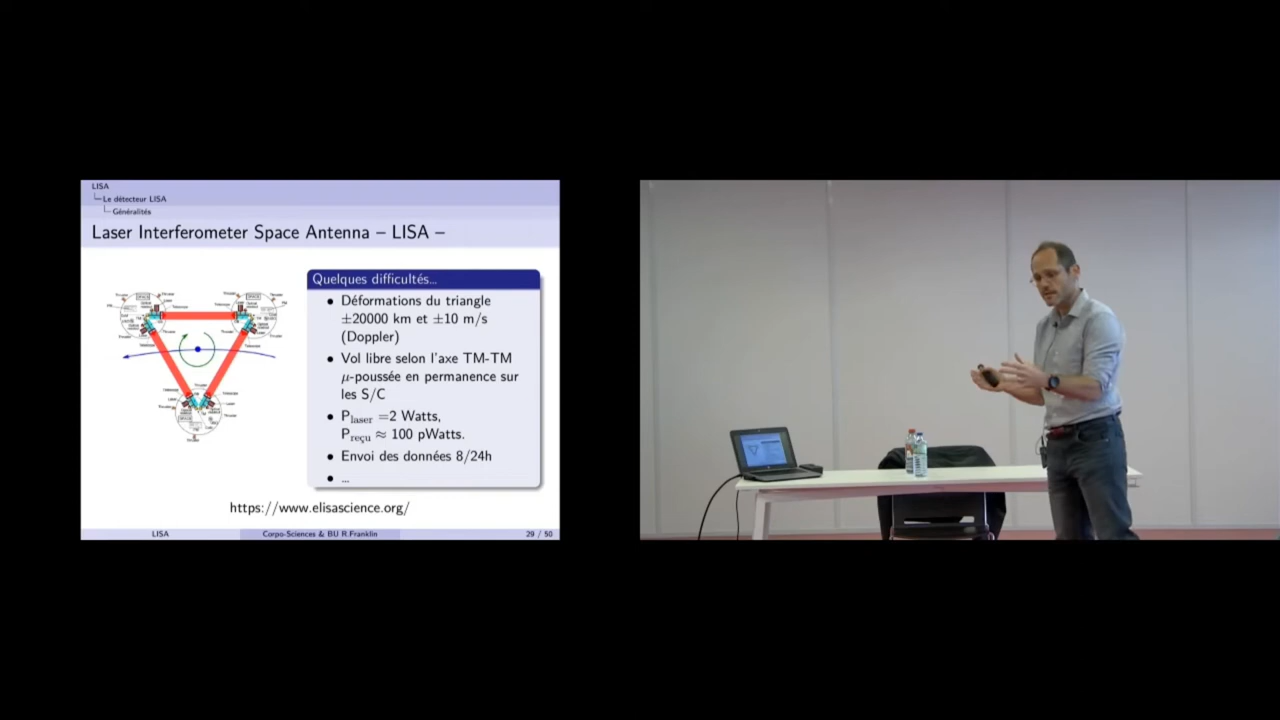 LISA
Le détecteur LISA
Généralités
Laser Interferometer Space Antenna – LISA –
Quelques difficultés...
• Déformations du triangle
±20000 km et ±10 m/s
(Doppler)
• Vol libre selon l'axe TM-TM
μ-poussée en permanence sur
les S/C
• Plaser =2 Watts,
Preçu ≈ 100 pWatts.
• Envoi des données 8/24h
• ...
https://www.elisascience.org/
LISA
Corpo-Sciences & BU R.Franklin
29 / 50